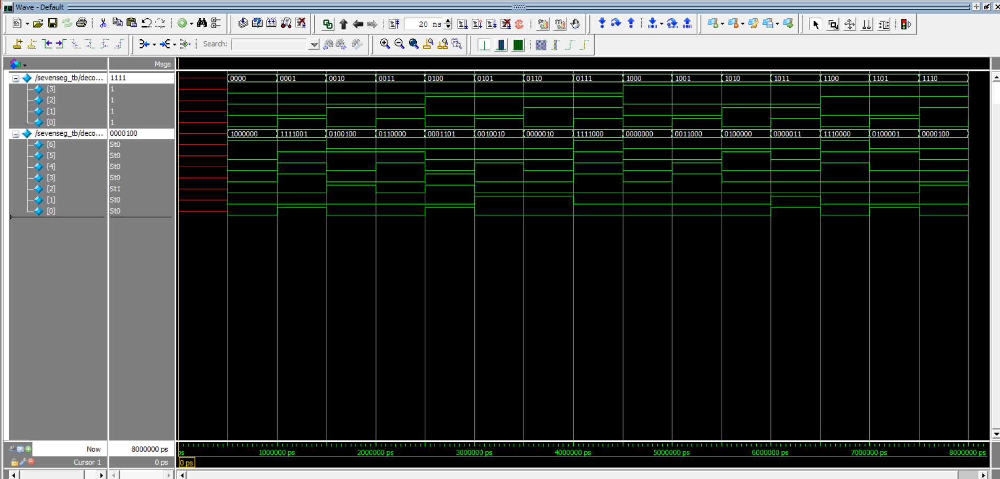 Wave - Default
20 ns
Search:
Msgs
/sevenseg_tb/deco... 1111 0000 0001 0010 0011 0100 0101 0110 0111 1000 1001 1010 1011 1100 1101 1110
[3] 1
[2] 1
[1] 1
[0] 1
/sevenseg_tb/deco... 0000100 1000000 1111001 0100100 0110000 0001101 0010010 0000010 1111000 0000000 0011000 0100000 0000011 1110000 0100001 0000100
[6] St0
[5] St0
[4] St0
[3] St0
[2] St1
[1] St0
[0] St0
Now 8000000 ps ps 1000000 ps 2000000 ps 3000000 ps 4000000 ps 5000000 ps 6000000 ps 7000000 ps 8000000 ps
Cursor 1 0 ps 0 ps